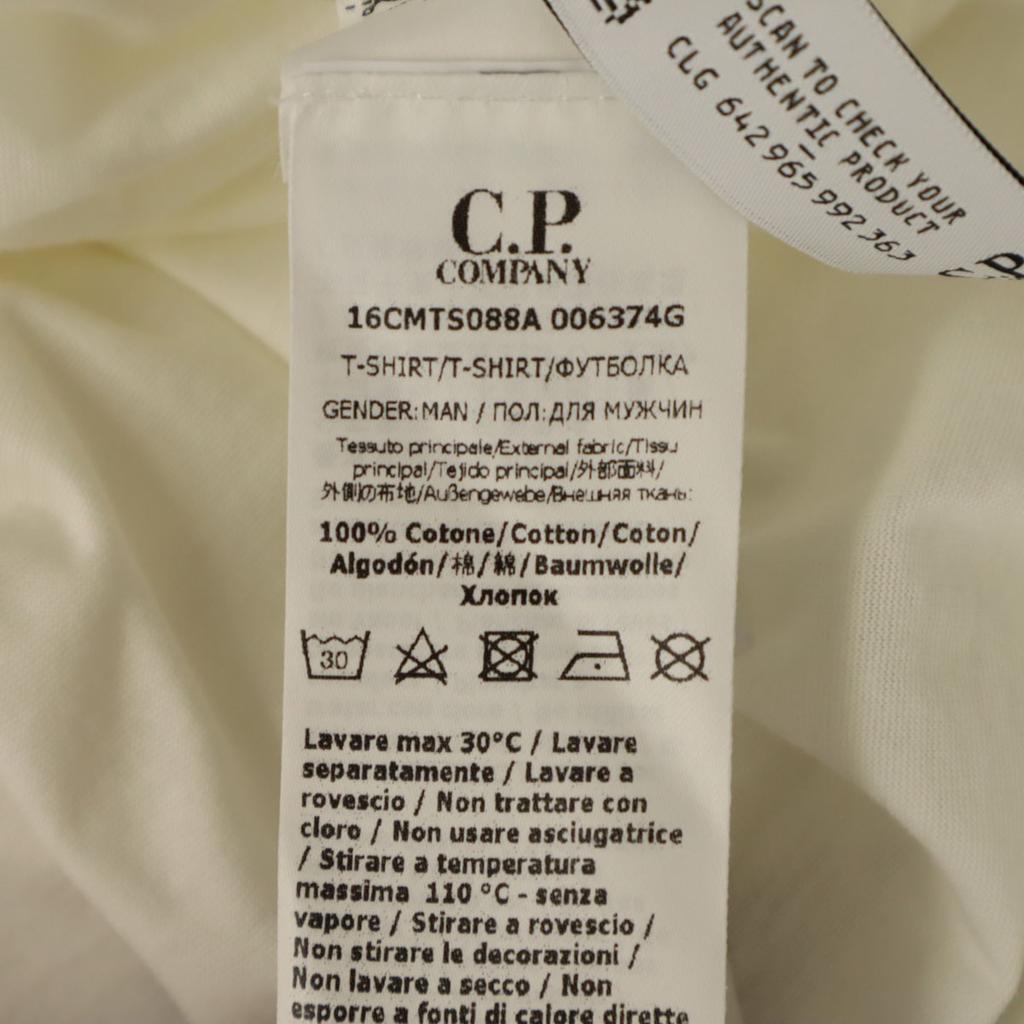 SCAN TO CHECK YOUR
AUTHENTIC PRODUCT
CLG 642965992363
C.P.
COMPANY
16CMTS088A 006374G
T-SHIRT/T-SHIRT/ФУТБОЛКА
GENDER:MAN / ПОЛ:ДЛЯ МУЖЧИН
Tessuto principale/External fabric/Tissu
principal/Tejido principal/外部面料/
外側の布地/Außengewebe/Внешняя ткань:
100% Cotone/Cotton/Coton/
Algodón/棉/綿/Baumwolle/
Хлопок
30
Lavare max 30°C / Lavare
separatamente / Lavare a
rovescio / Non trattare con
cloro / Non usare asciugatrice
/ Stirare a temperatura
massima 110 °C - senza
vapore / Stirare a rovescio /
Non stirare le decorazioni /
Non lavare a secco / Non
esporre a fonti di calore dirette